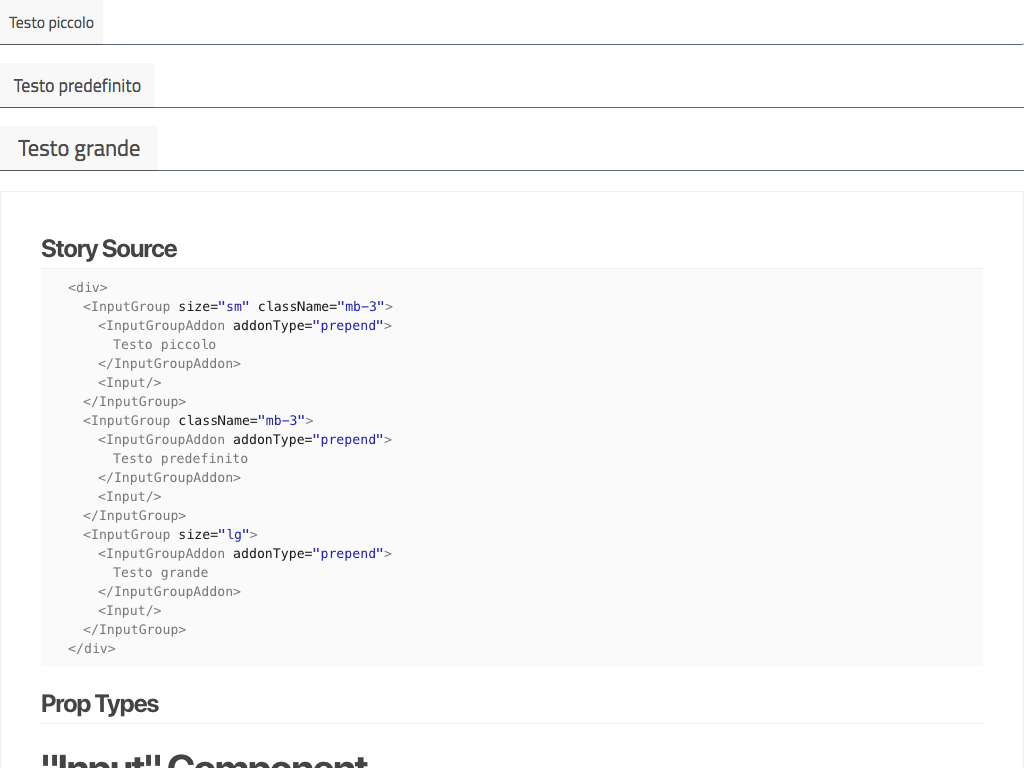 Testo piccolo
Testo predefinito
Testo grande
Story Source
<div>
<InputGroup size="sm" className="mb-3">
<InputGroupAddon addonType="prepend">
Testo piccolo
</InputGroupAddon>
<Input/>
</InputGroup>
<InputGroup className="mb-3">
<InputGroupAddon addonType="prepend">
Testo predefinito
</InputGroupAddon>
<Input/>
</InputGroup>
<InputGroup size="lg">
<InputGroupAddon addonType="prepend">
Testo grande
</InputGroupAddon>
<Input/>
</InputGroup>
</div>
Prop Types
"Input" Component